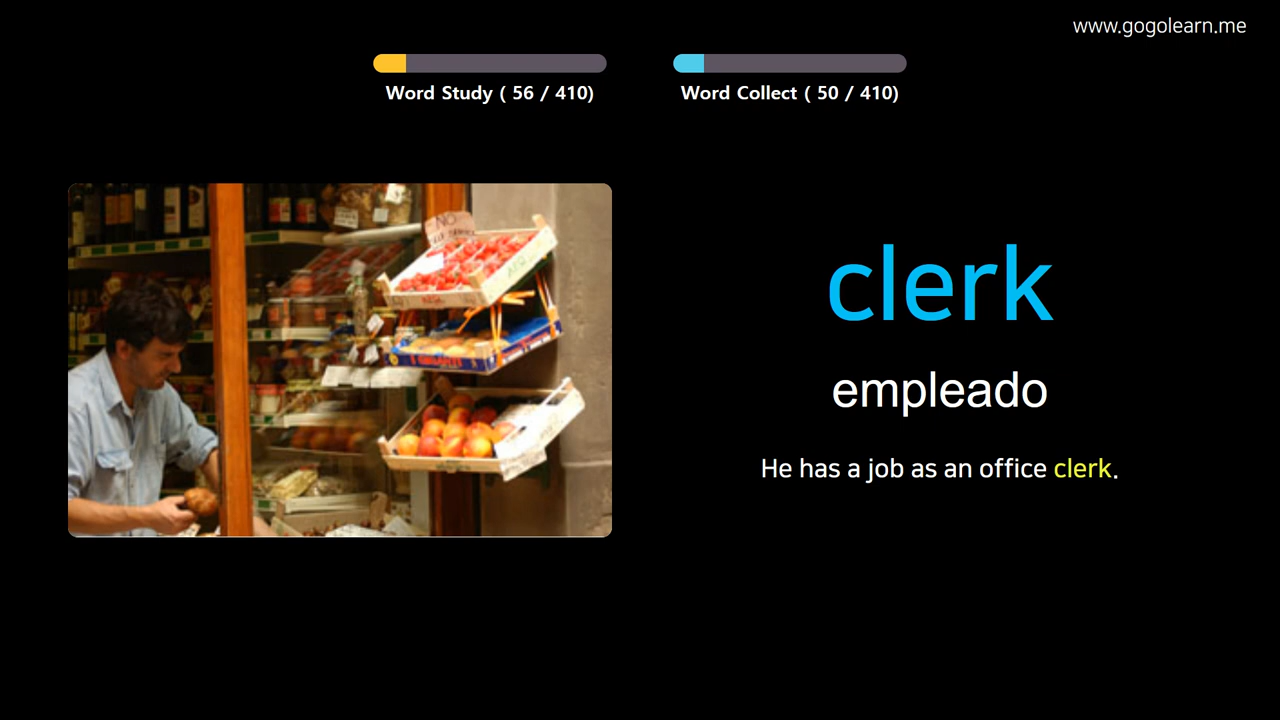 www.gogolearn.me
Word Study ( 56 / 410)
Word Collect ( 50 / 410)
NO
clerk
empleado
He has a job as an office clerk.